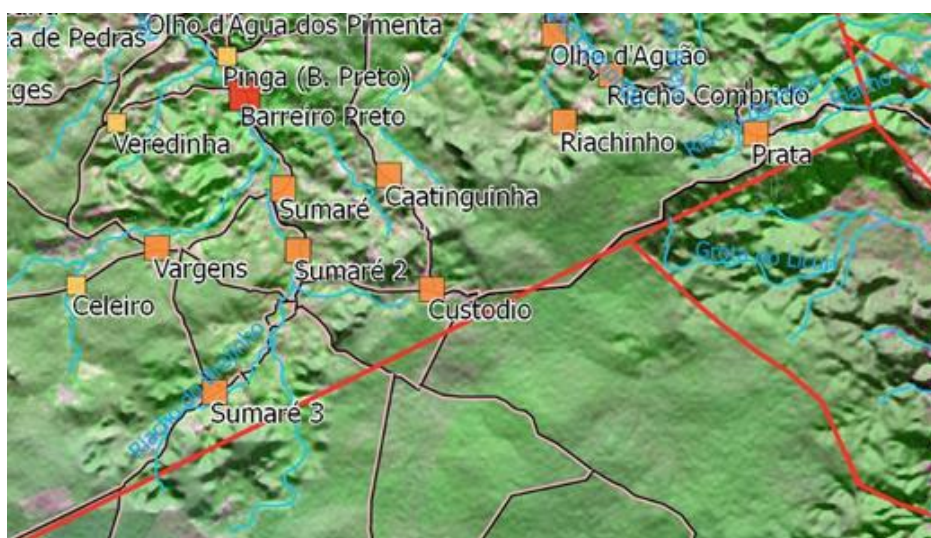 Olho d'Agua dos Pimenta
ta de Pedras
rges
Pinga (B. Preto)
Barreiro Preto
Veredinha
Olho d'Aguão
Riacho Comprido
Riachinho
Prata
Caatinguinha
Sumaré
Vargens
Sumaré 2
Celeiro
Custodio
Sumaré 3